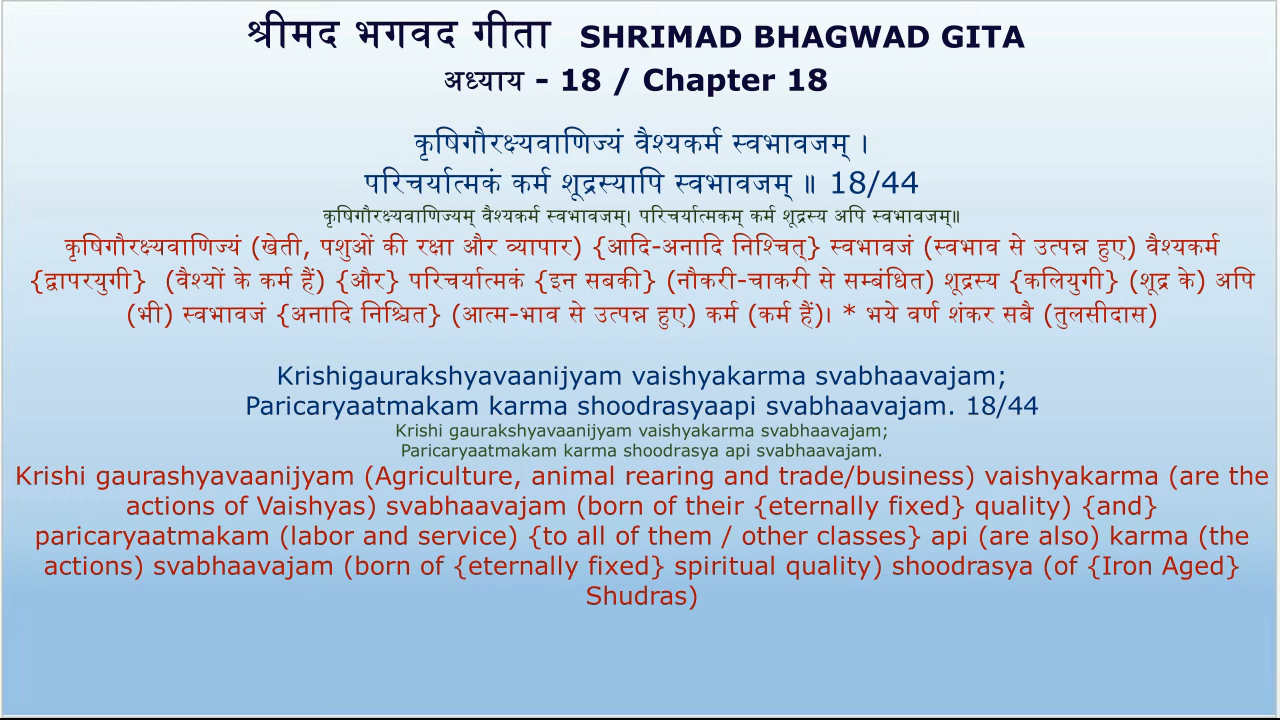 श्रीमद भगवद गीता SHRIMAD BHAGWAD GITA
अध्याय - 18 / Chapter 18
कृषिगौरक्ष्यवाणिज्यं वैश्यकर्म स्वभावजम् ।
परिचर्यात्मकं कर्म शूद्रस्यापि स्वभावजम् ॥ 18/44
कृषिगौरक्ष्यवाणिज्यम् वैश्यकर्म स्वभावजम्। परिचर्यात्मकम् कर्म शूद्रस्य अपि स्वभावजम्॥
कृषिगौरक्ष्यवाणिज्यं (खेती, पशुओं की रक्षा और व्यापार) {आदि-अनादि निश्चित्} स्वभावजं (स्वभाव से उत्पन्न हुए) वैश्यकर्म
{द्वापरयुगी} (वैश्यों के कर्म हैं) {और} परिचर्यात्मकं {इन सबकी} (नौकरी-चाकरी से सम्बंधित) शूद्रस्य {कलियुगी} (शूद्र के) अपि
(भी) स्वभावजं {अनादि निश्चित} (आत्म-भाव से उत्पन्न हुए) कर्म (कर्म हैं)। * भये वर्ण शंकर सबै (तुलसीदास)
Krishigaurakshyavaanijyam vaishyakarma svabhaavajam;
Paricaryaatmakam karma shoodrasyaapi svabhaavajam. 18/44
Krishi gaurakshyavaanijyam vaishyakarma svabhaavajam;
Paricaryaatmakam karma shoodrasya api svabhaavajam.
Krishi gaurashyavaanijyam (Agriculture, animal rearing and trade/business) vaishyakarma (are the
actions of Vaishyas) svabhaavajam (born of their {eternally fixed} quality) {and}
paricaryaatmakam (labor and service) {to all of them / other classes} api (are also) karma (the
actions) svabhaavajam (born of {eternally fixed} spiritual quality) shoodrasya (of {Iron Aged}
Shudras)